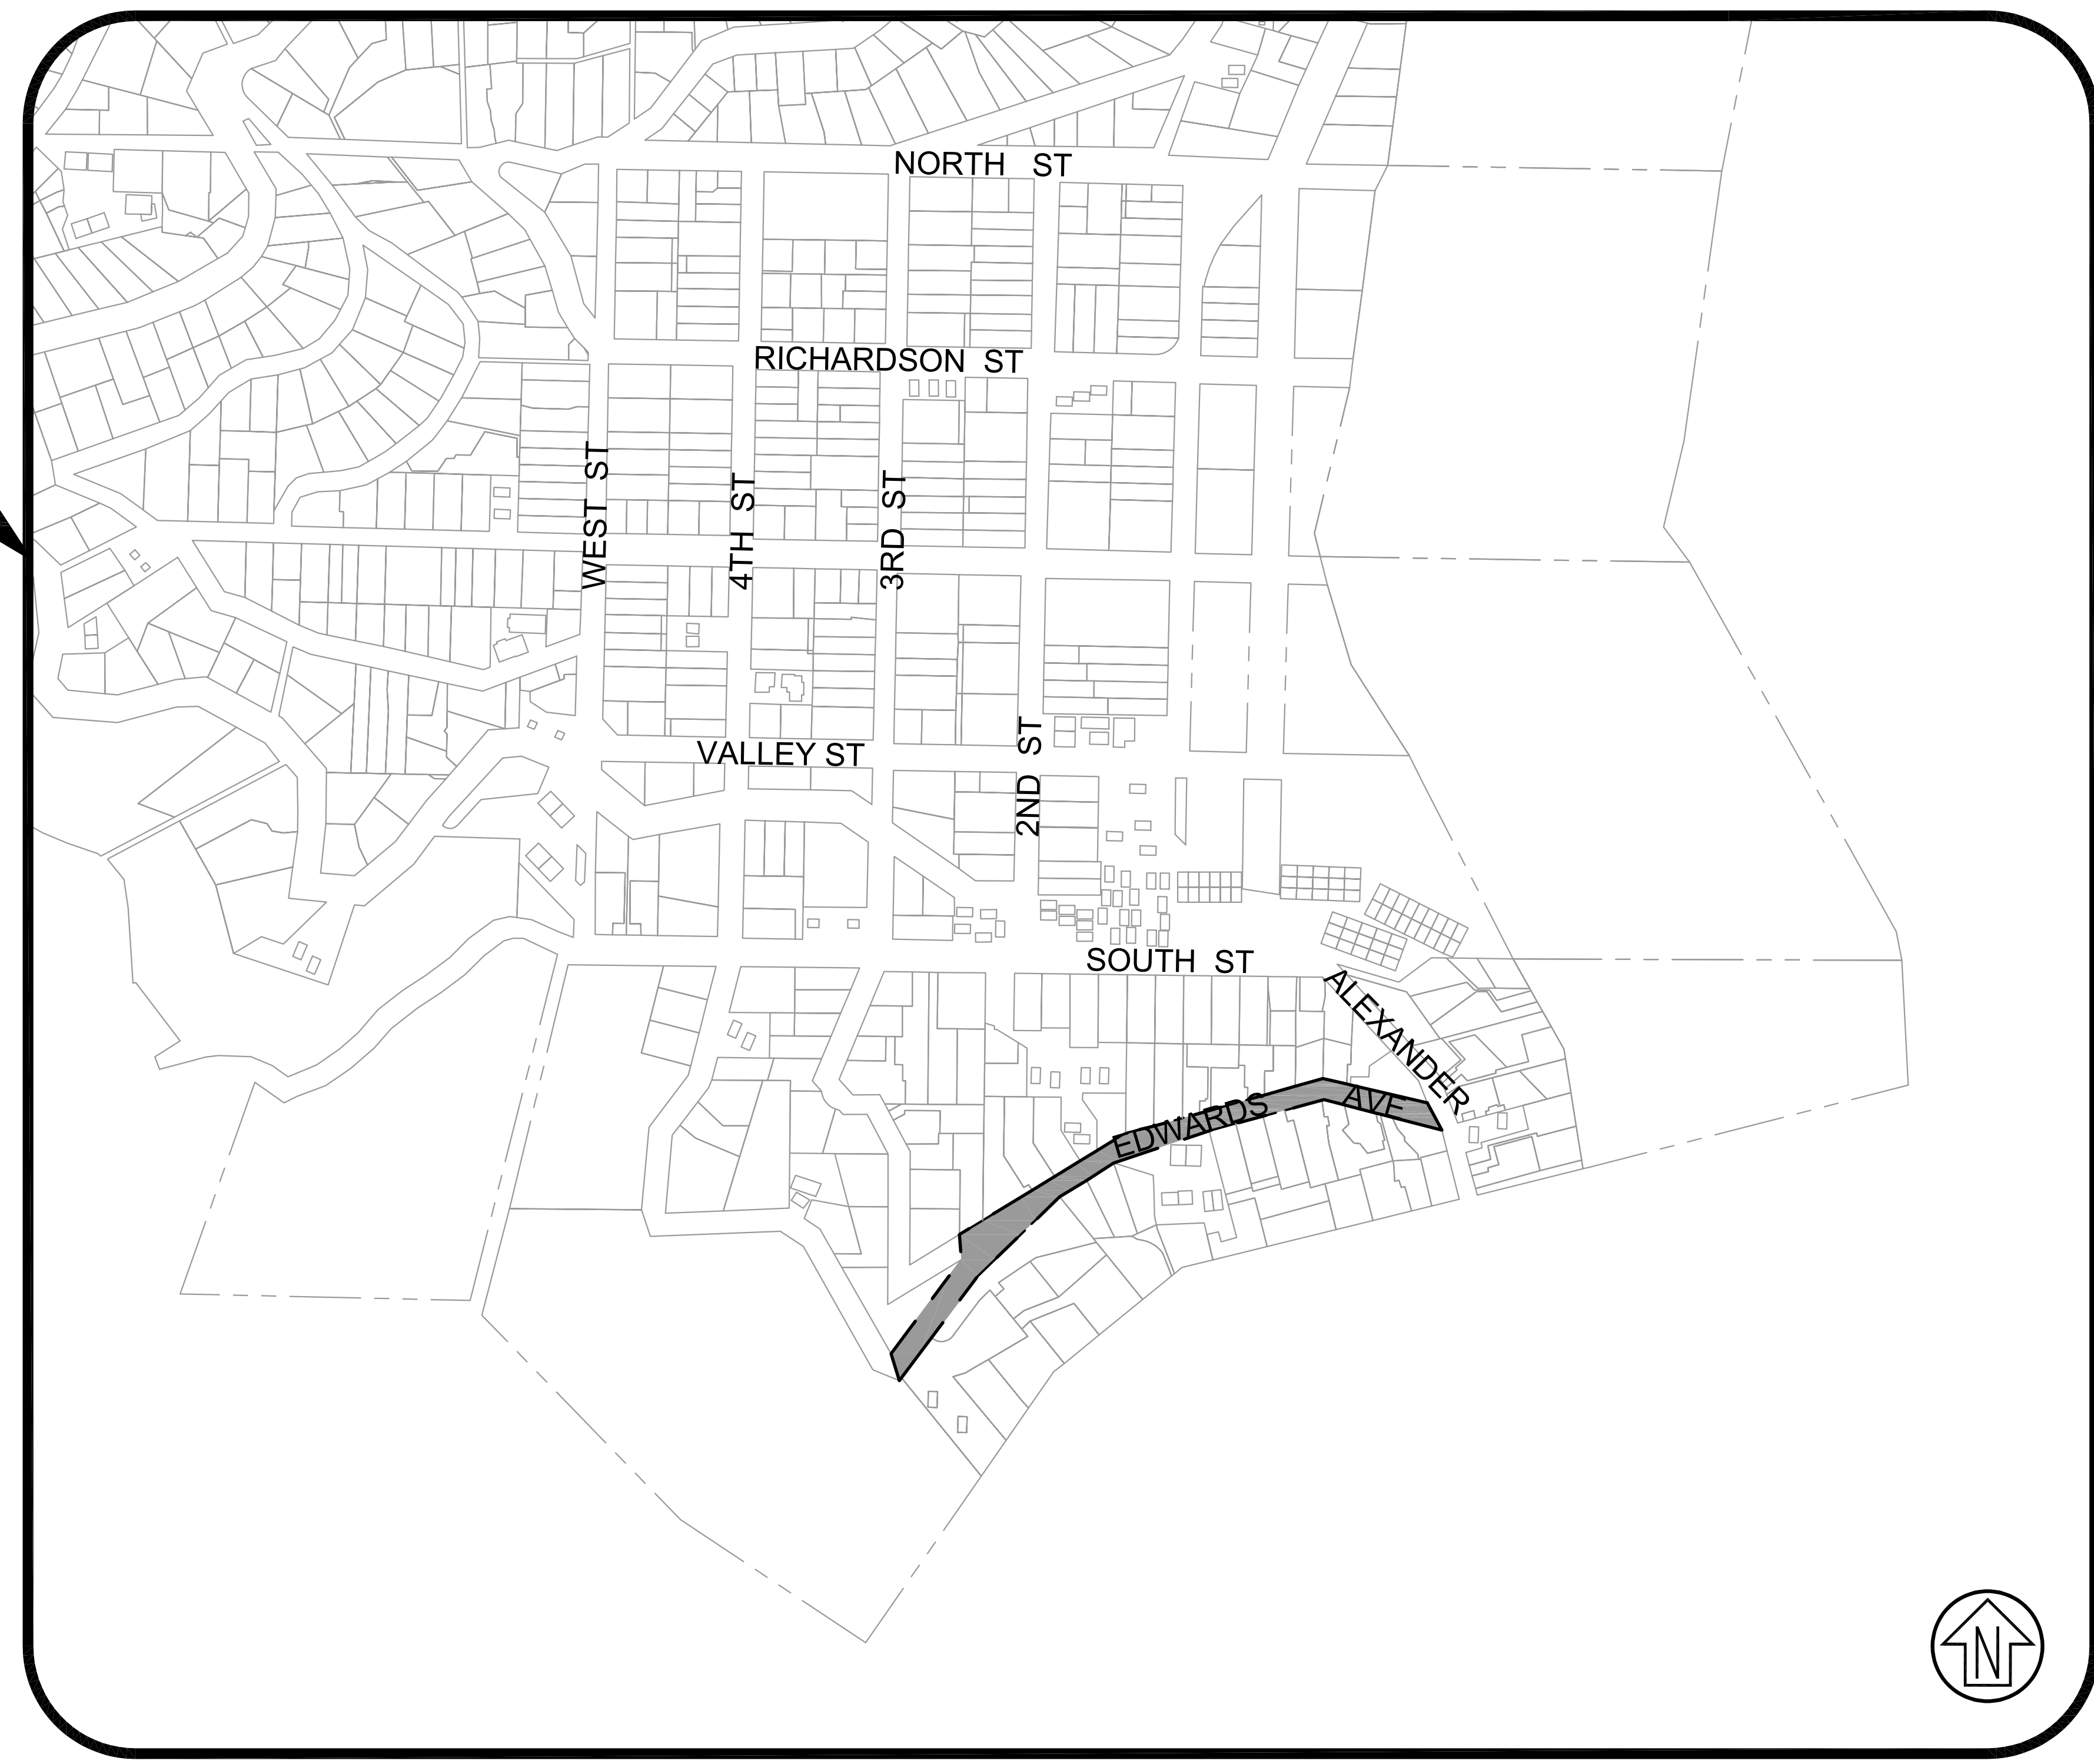 NORTH ST
RICHARDSON ST
WEST ST
4TH ST
3RD ST
VALLEY ST
2ND ST
SOUTH ST
ALEXANDER
EDWARDS AVE
N